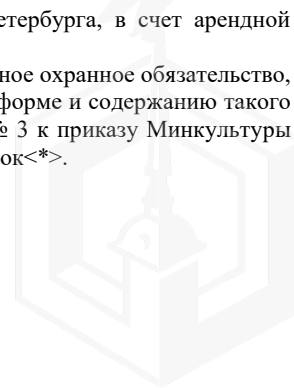 етербурга, в счет арендной
ное охранное обязательство,
форме и содержанию такого
№ 3 к приказу Минкультуры
ок<*>.